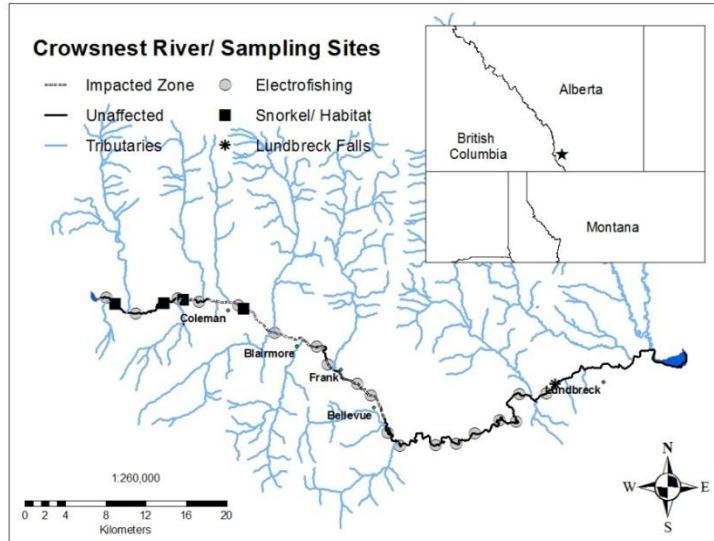 Crowsnest River/ Sampling Sites
Impacted Zone
Electrofishing
Unaffected
Snorkel/ Habitat
Tributaries
Lundbreck Falls
Alberta
British
Columbia
Montana
Coleman
Blairmore
Frank
Bellevue
Lundbreck
1:260,000
0 2 4 8 12 16 20
Kilometers
N
W E
S